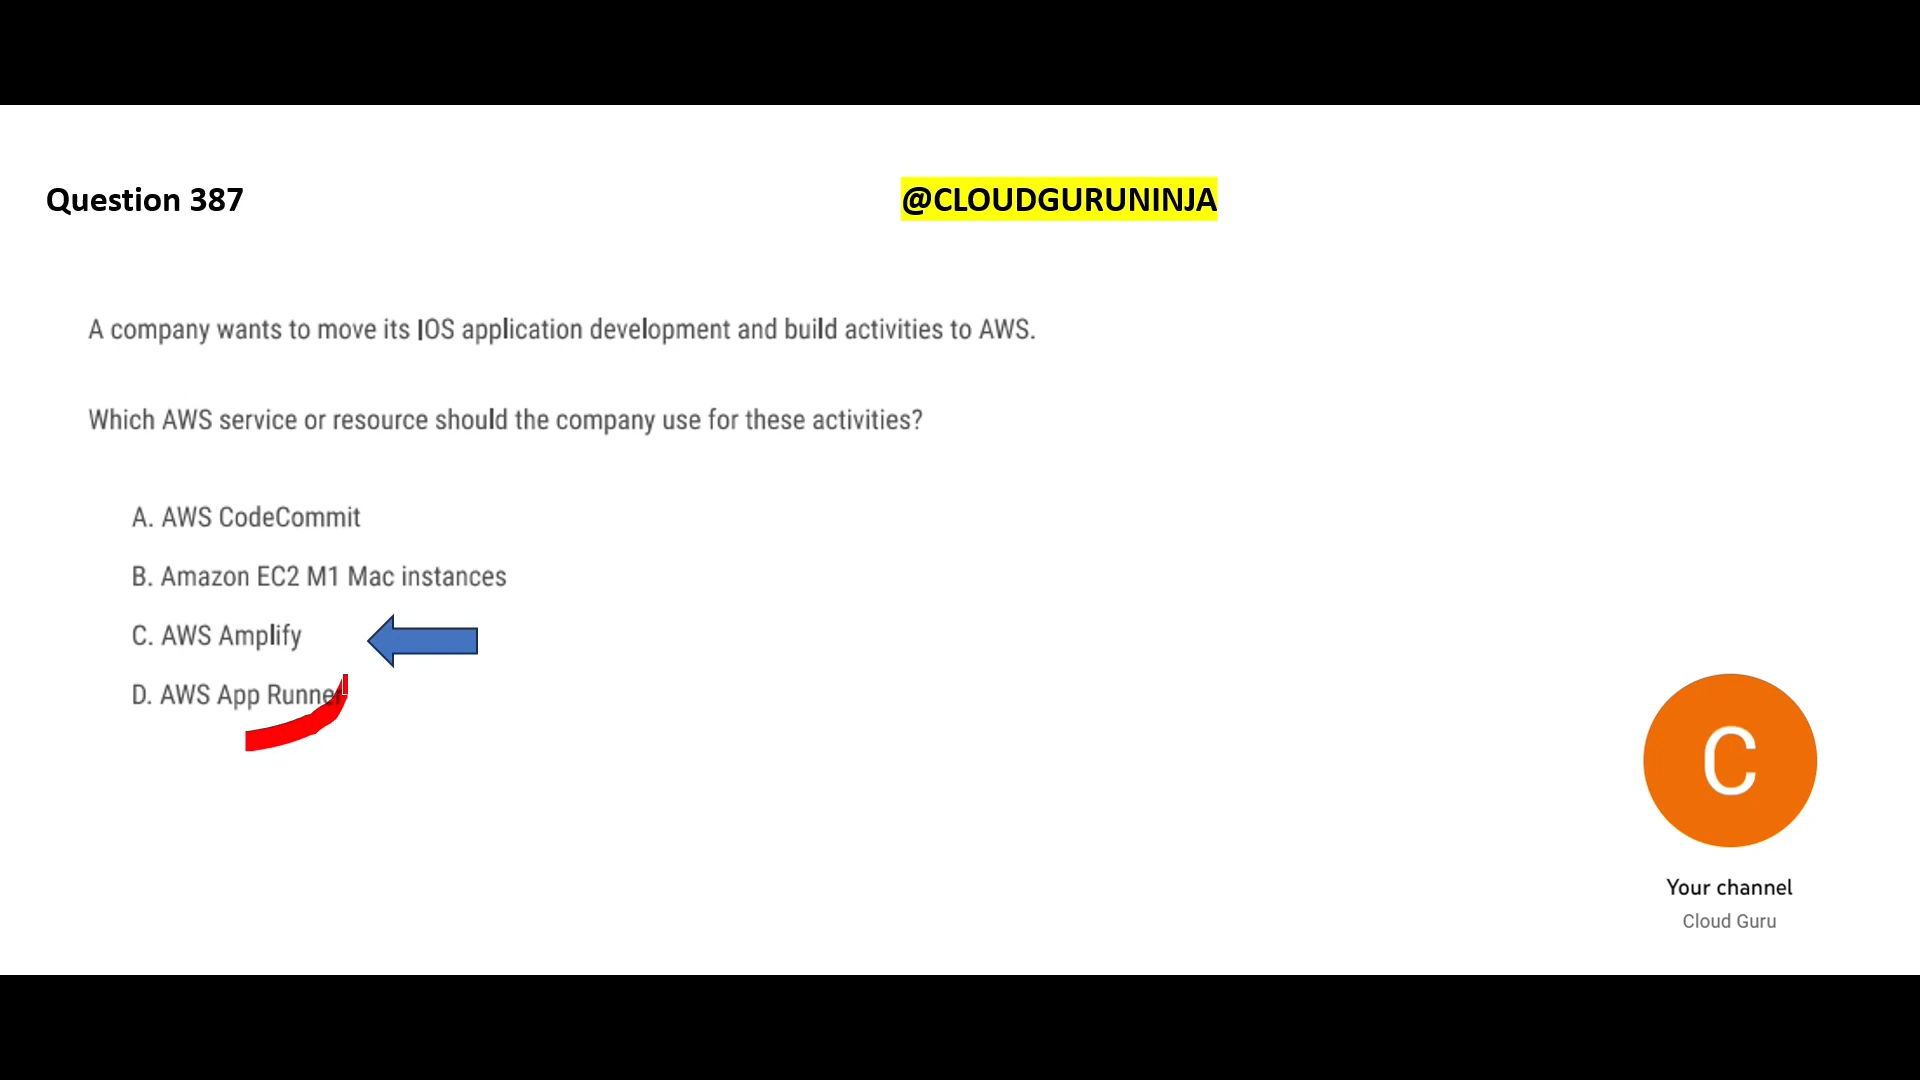 Question 387
@CLOUDGURUNINJA
A company wants to move its IOS application development and build activities to AWS.
Which AWS service or resource should the company use for these activities?
A. AWS CodeCommit
B. Amazon EC2 M1 Mac instances
C. AWS Amplify
D. AWS App Runner
C
Your channel
Cloud Guru